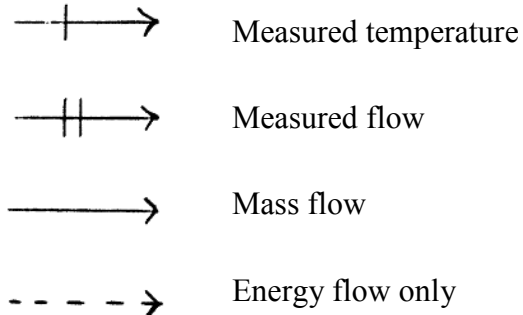 Measured temperature
Measured flow
Mass flow
Energy flow only